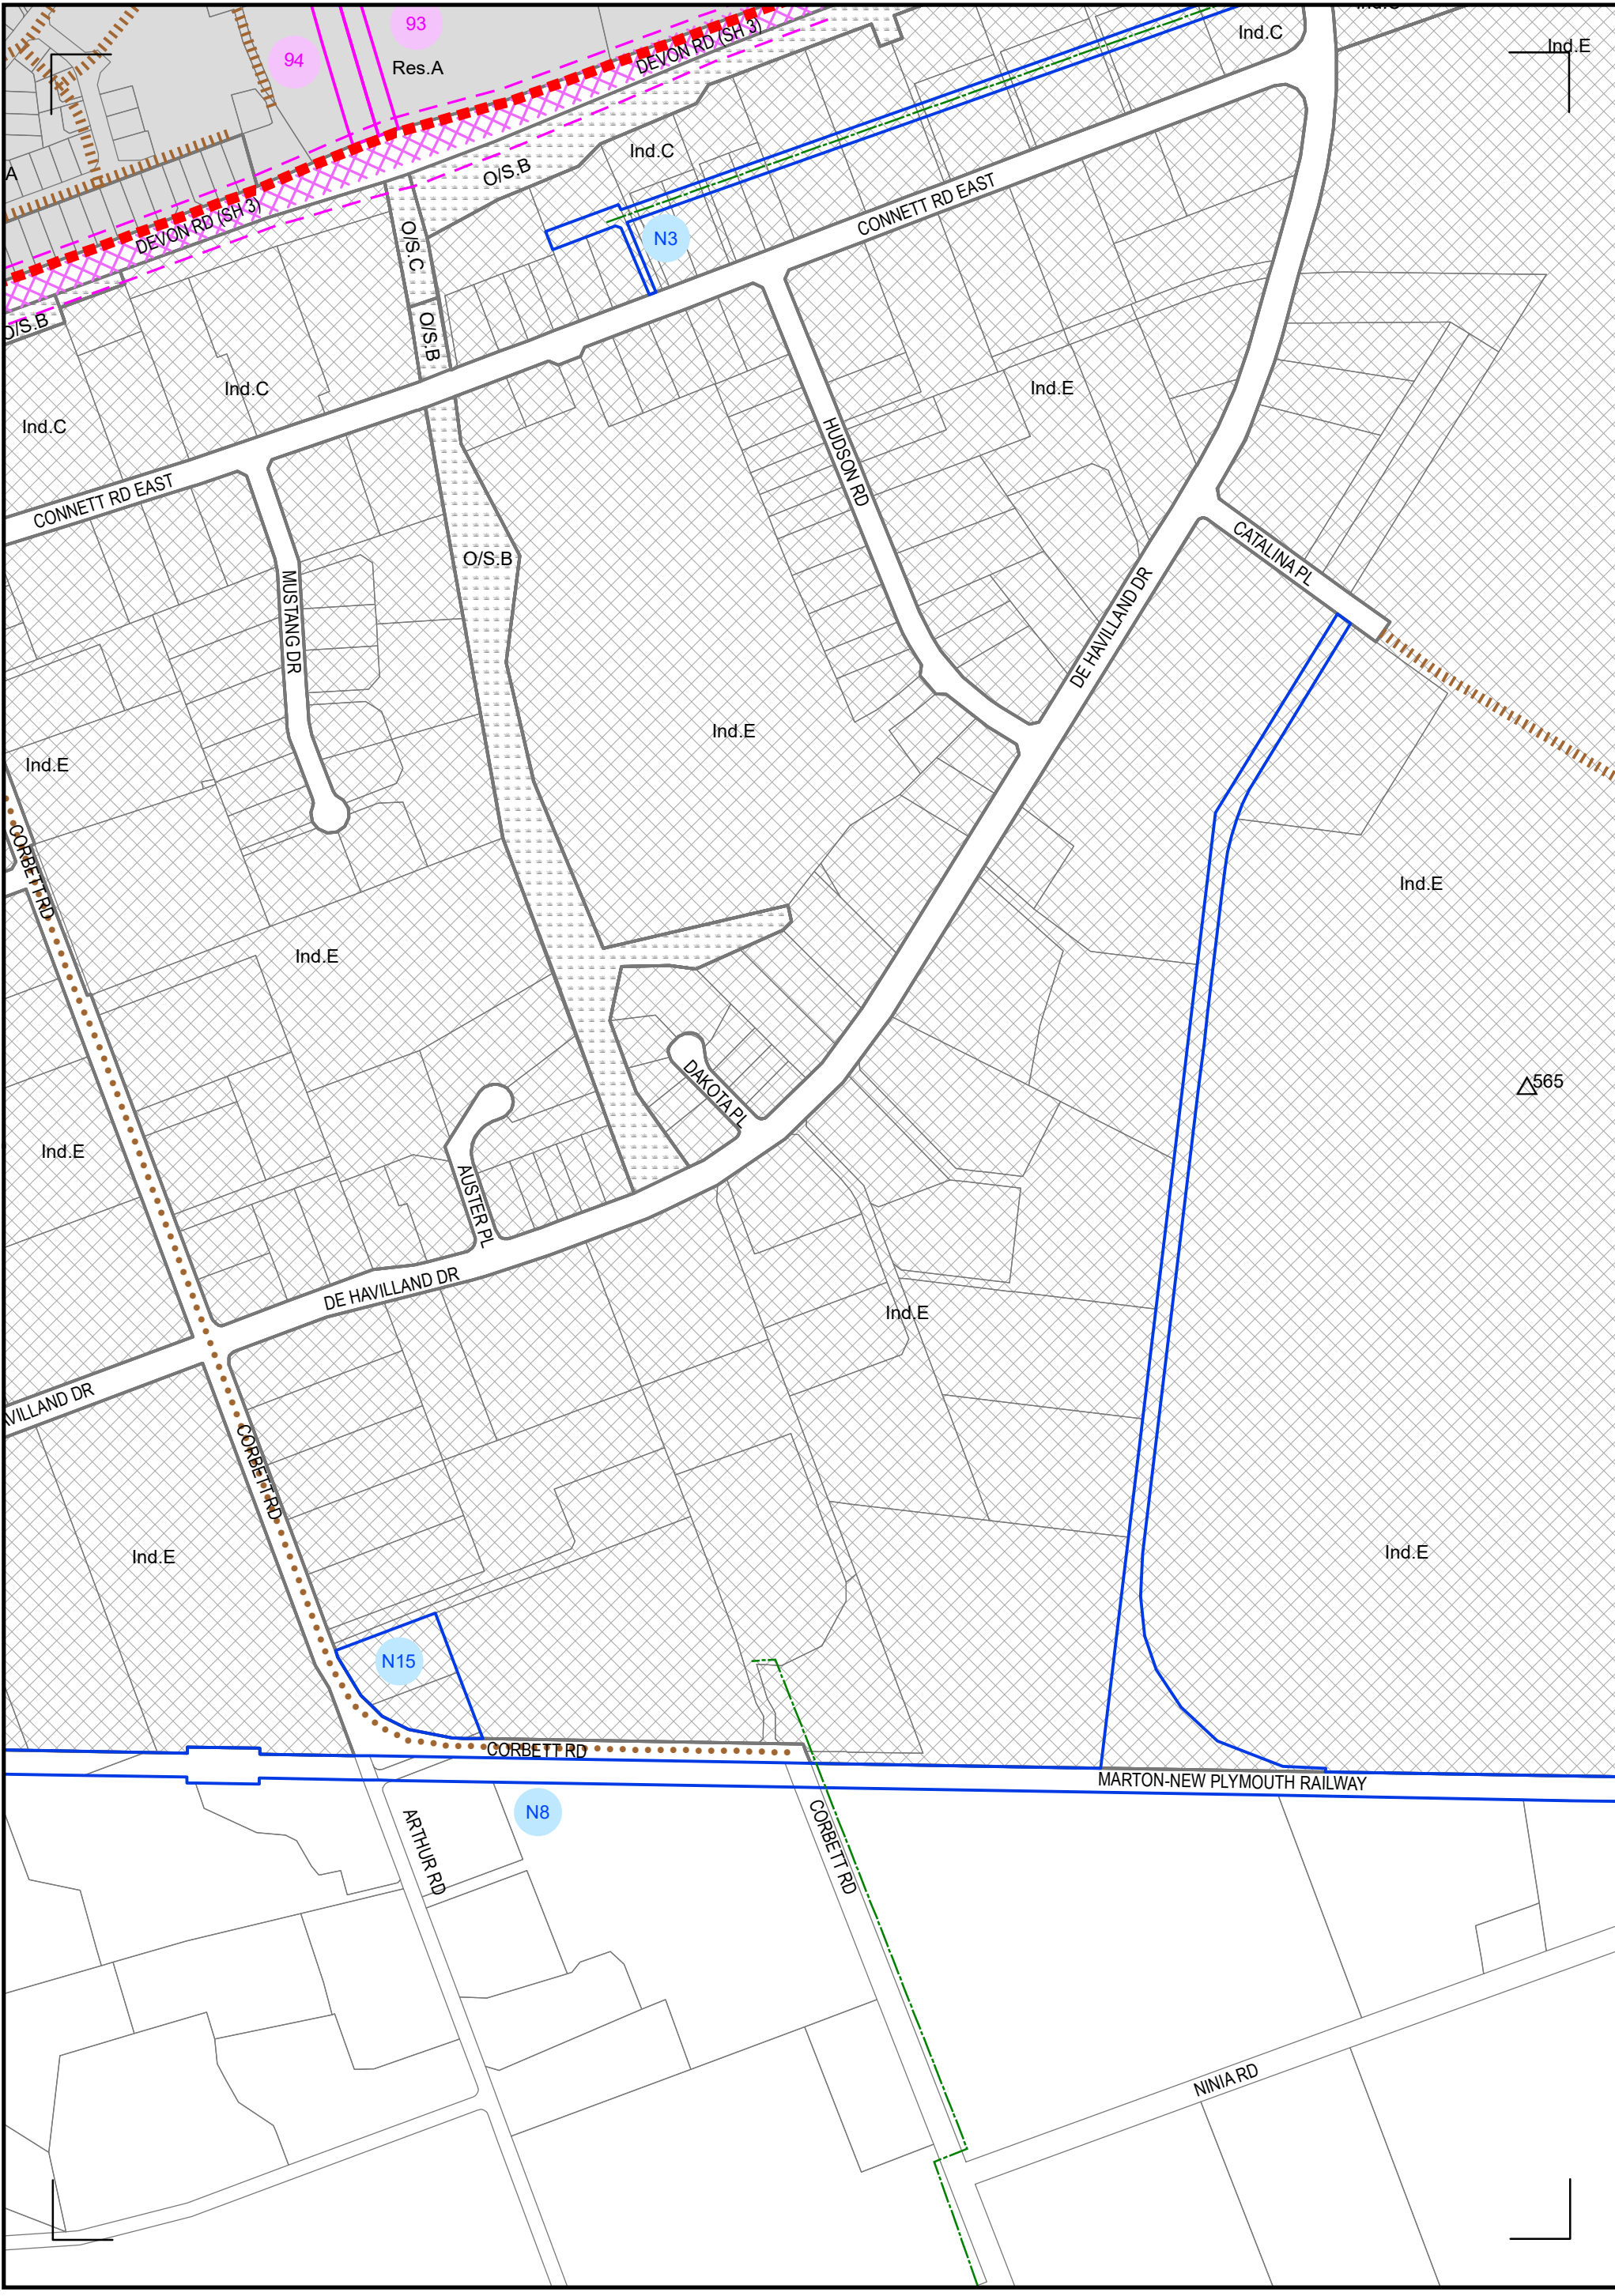 93
94
Res.A
DEVON RD (SH 3)
Ind.C
Ind.E
A
O/S.B
Ind.C
DEVON RD (SH 3)
O/S.C
N3
CONNETT RD EAST
O/S.B
O/S.B
Ind.C
Ind.C
Ind.E
HUDSON RD
CONNETT RD EAST
O/S.B
CATALINA PL
MUSTANG DR
DE HAVILLAND DR
Ind.E
Ind.E
CORBETT RD
Ind.E
Ind.E
565
DAKOTA PL
Ind.E
AUSTER PL
DE HAVILLAND DR
Ind.E
AVILLAND DR
CORBETT RD
Ind.E
Ind.E
N15
CORBETT RD
MARTON-NEW PLYMOUTH RAILWAY
N8
ARTHUR RD
CORBETT RD
NINIA RD